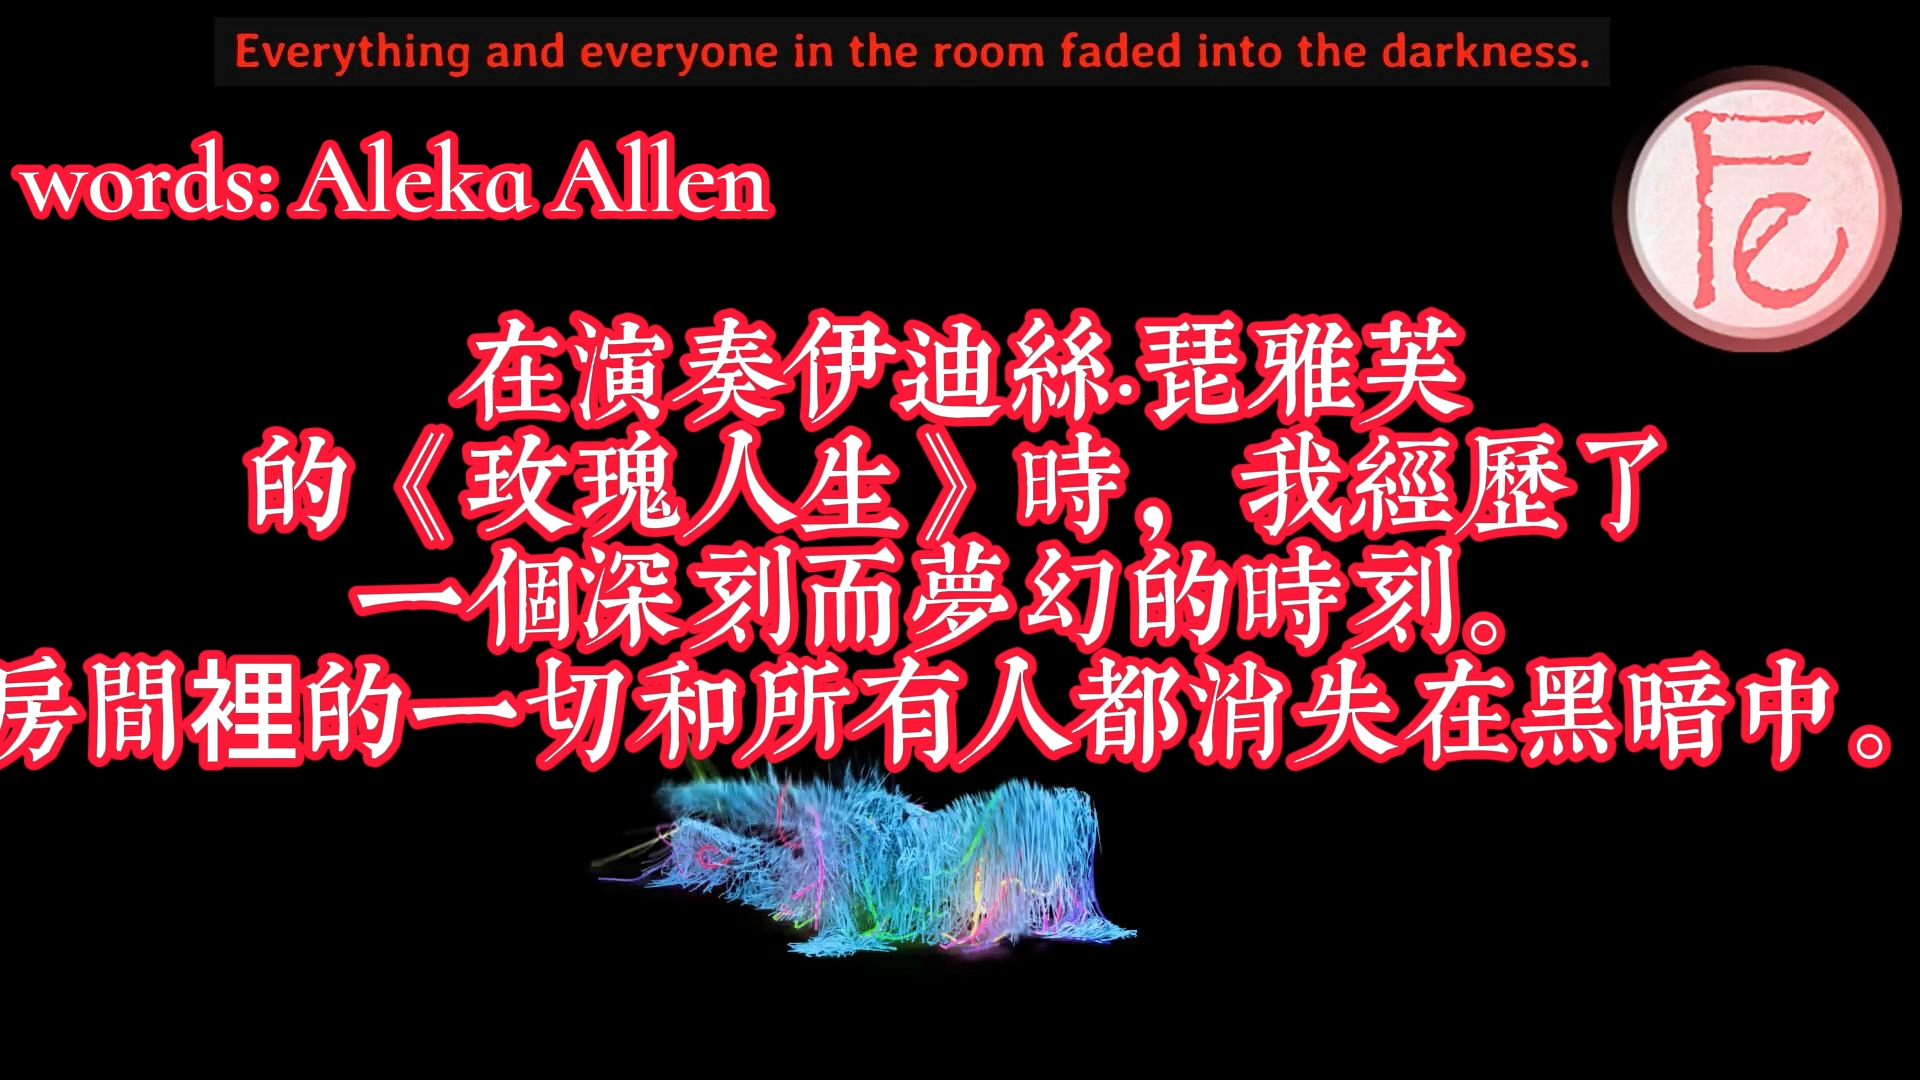 Everything and everyone in the room faded into the darkness.
words: Aleka Allen
Fe
在演奏伊迪絲·琵雅芙
的《玫瑰人生》時，我經歷了
一個深刻而夢幻的時刻。
房間裡的一切和所有人都消失在黑暗中。